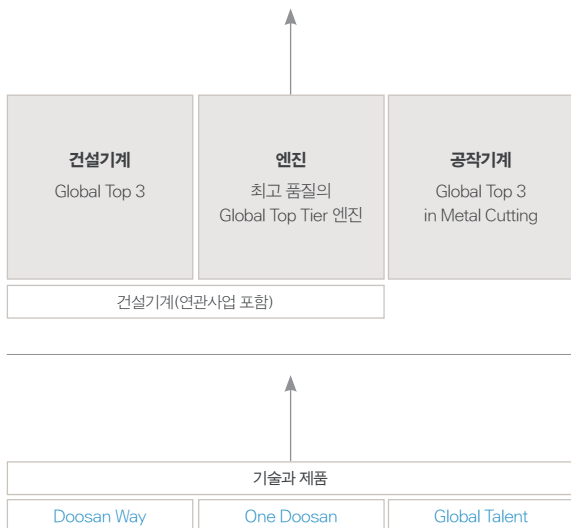 건설기계
Global Top 3
엔진
최고 품질의
Global Top Tier 엔진
공작기계
Global Top 3
in Metal Cutting
건설기계(연관사업 포함)
기술과 제품
Doosan Way
One Doosan
Global Talent